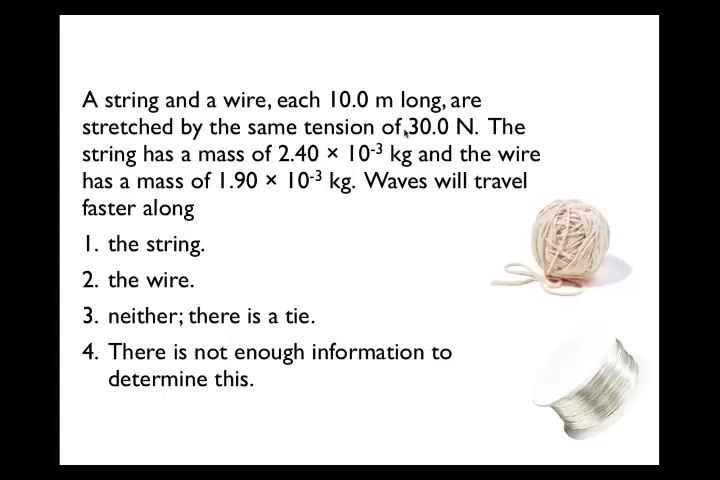 A string and a wire, each 10.0 m long, are
stretched by the same tension of 30.0 N. The
string has a mass of 2.40 × 10⁻³ kg and the wire
has a mass of 1.90 × 10⁻³ kg. Waves will travel
faster along
1. the string.
2. the wire.
3. neither; there is a tie.
4. There is not enough information to
determine this.